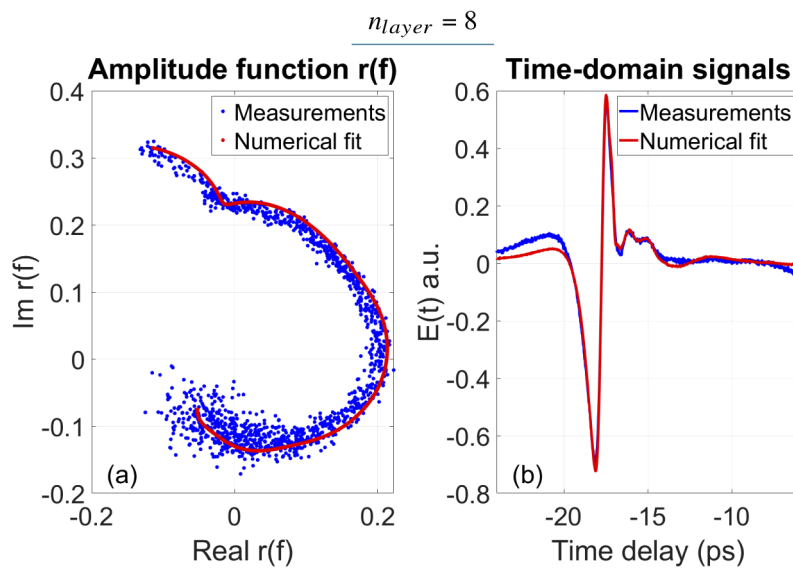 n_{layer} = 8
Amplitude function r(f)
Measurements
Numerical fit
0.4
0.3
0.2
0.1
0
-0.1
-0.2
Im r(f)
(a)
-0.2
0
0.2
Real r(f)
Time-domain signals
Measurements
Numerical fit
0.6
0.4
0.2
0
-0.2
-0.4
-0.6
-0.8
E(t) a.u.
(b)
-20
-15
-10
Time delay (ps)